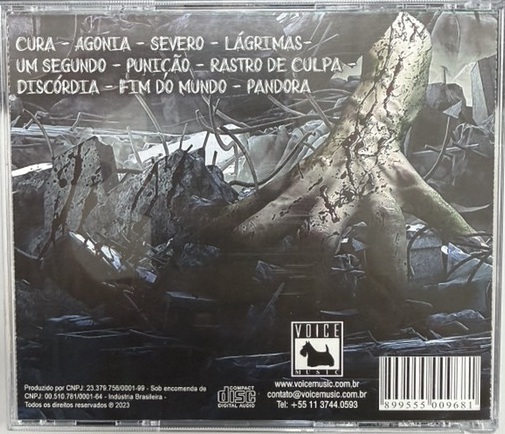 CURA - AGONIA - SEVERO - LÁGRIMAS-
UM SEGUNDO - PUNIÇÃO - RASTRO DE CULPA -
DISCÓRDIA - FIM DO MUNDO - PANDORA
VOICE
MUSIC
Produzido por CNPJ: 23.379.756/0001-99 - Sob encomenda de
CNPJ: 00.510.781/0001-64 - Indústria Brasileira -
Todos os direitos reservados ℗ 2023
COMPACT
disc
DIGITAL AUDIO
www.voicemusic.com.br
contato@voicemusic.com.br
Tel: +55 11 3744.0593
899555 009681